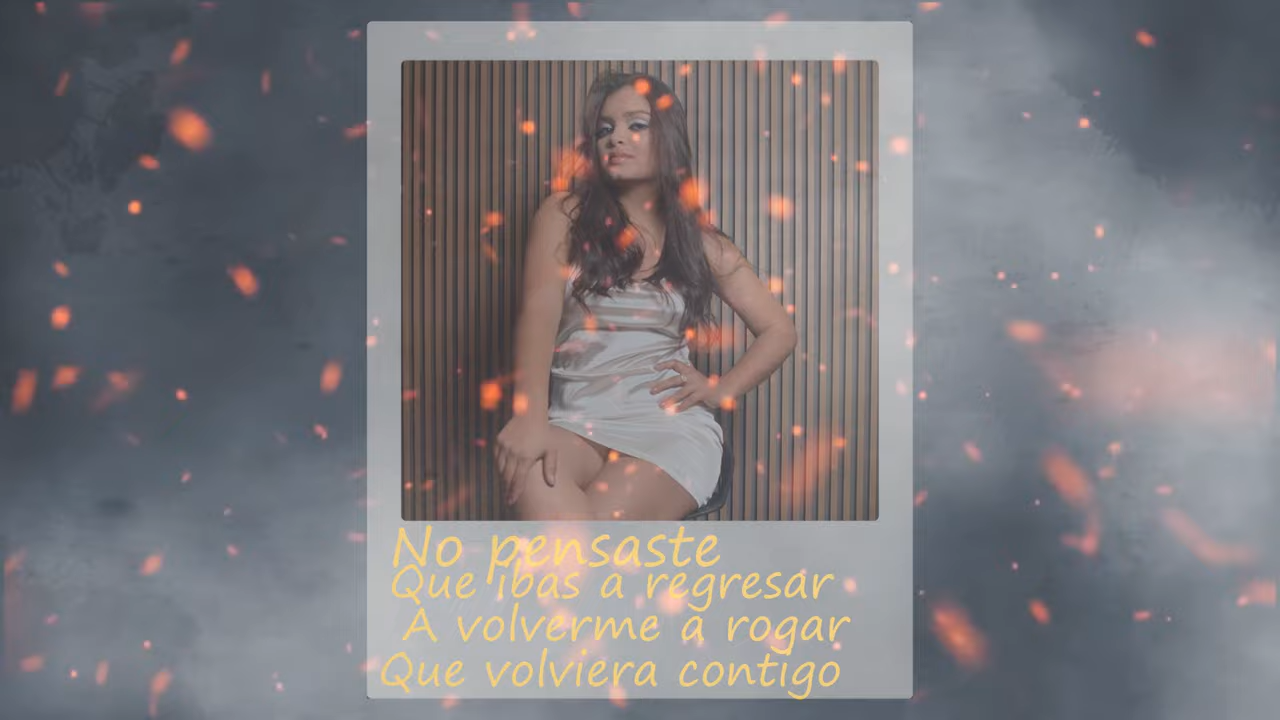 No pensaste
Que ibas a regresar
A volverme a rogar
Que volviera contigo